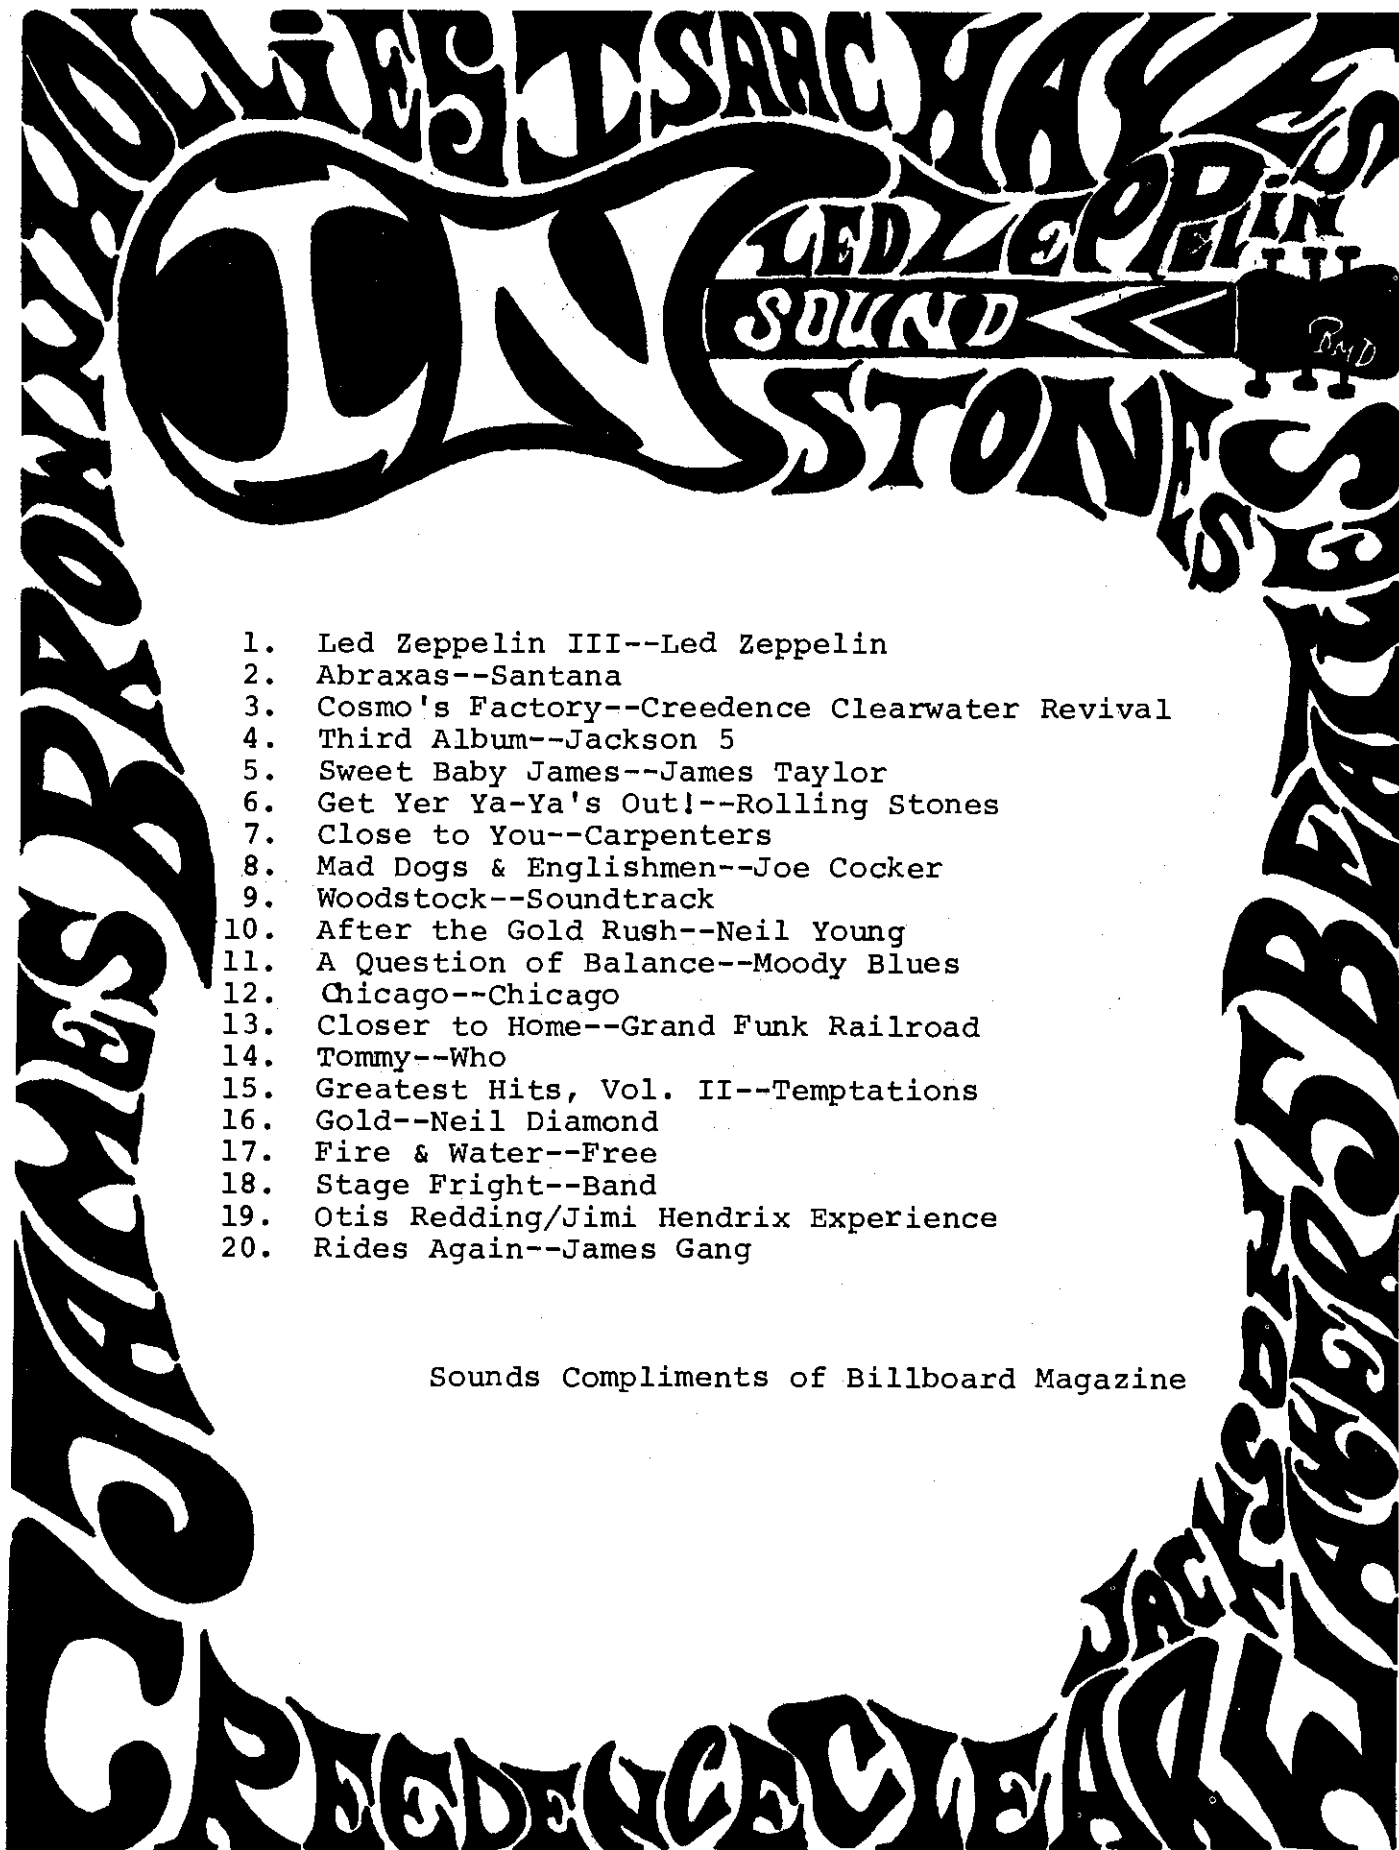 HOLLIES ISAAC HAYES
IN
LED ZEPPELIN
SOUND
RMD
STONES
BEATLES
JAMES BROWN
JACKSON 5
CREEDENCE CLEARWATER
1. Led Zeppelin III--Led Zeppelin
2. Abraxas--Santana
3. Cosmo's Factory--Creedence Clearwater Revival
4. Third Album--Jackson 5
5. Sweet Baby James--James Taylor
6. Get Yer Ya-Ya's Out!--Rolling Stones
7. Close to You--Carpenters
8. Mad Dogs & Englishmen--Joe Cocker
9. Woodstock--Soundtrack
10. After the Gold Rush--Neil Young
11. A Question of Balance--Moody Blues
12. Chicago--Chicago
13. Closer to Home--Grand Funk Railroad
14. Tommy--Who
15. Greatest Hits, Vol. II--Temptations
16. Gold--Neil Diamond
17. Fire & Water--Free
18. Stage Fright--Band
19. Otis Redding/Jimi Hendrix Experience
20. Rides Again--James Gang
Sounds Compliments of Billboard Magazine